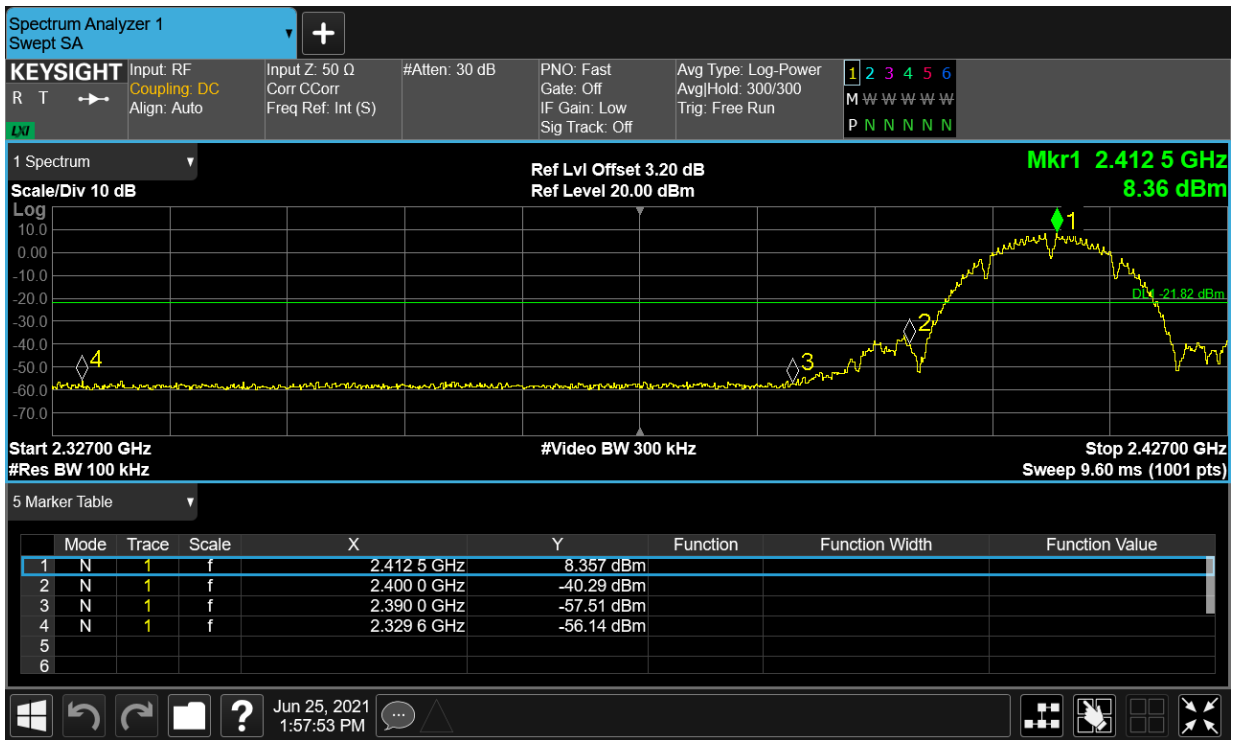 Spectrum Analyzer 1
Swept SA
KEYSIGHT
R T
LXI
Input: RF
Coupling: DC
Align: Auto
Input Z: 50 Ω
Corr CCorr
Freq Ref: Int (S)
#Atten: 30 dB
PNO: Fast
Gate: Off
IF Gain: Low
Sig Track: Off
Avg Type: Log-Power
Avg|Hold: 300/300
Trig: Free Run
1 2 3 4 5 6
M W W W W W
P N N N N N
1 Spectrum
Scale/Div 10 dB
Ref Lvl Offset 3.20 dB
Ref Level 20.00 dBm
Mkr1 2.412 5 GHz
8.36 dBm
Log
10.0
0.00
-10.0
-20.0
-30.0
-40.0
-50.0
-60.0
-70.0
1
2
3
4
DL1 -21.82 dBm
Start 2.32700 GHz
#Res BW 100 kHz
#Video BW 300 kHz
Stop 2.42700 GHz
Sweep 9.60 ms (1001 pts)
5 Marker Table
Mode Trace Scale X Y Function Function Width Function Value
1 N 1 f 2.412 5 GHz 8.357 dBm
2 N 1 f 2.400 0 GHz -40.29 dBm
3 N 1 f 2.390 0 GHz -57.51 dBm
4 N 1 f 2.329 6 GHz -56.14 dBm
5
6
?
Jun 25, 2021
1:57:53 PM